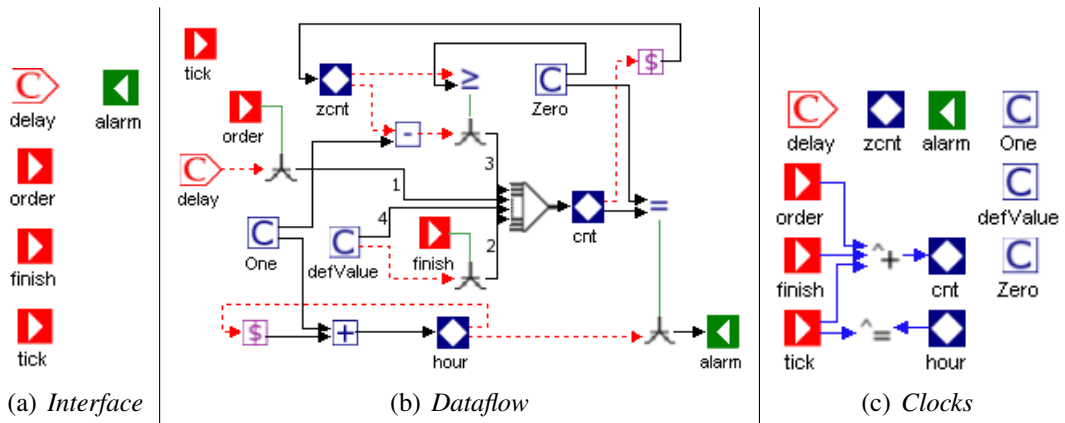 C
delay
alarm
order
finish
tick
(a) Interface
tick
zcnt
≥
C
Zero
$
order
-
3
C
delay
1
C
One
4
C
defValue
finish
2
cnt
=
$
+
hour
alarm
(b) Dataflow
C
delay
zcnt
alarm
C
One
order
C
defValue
finish
^+
cnt
C
Zero
tick
^=
hour
(c) Clocks